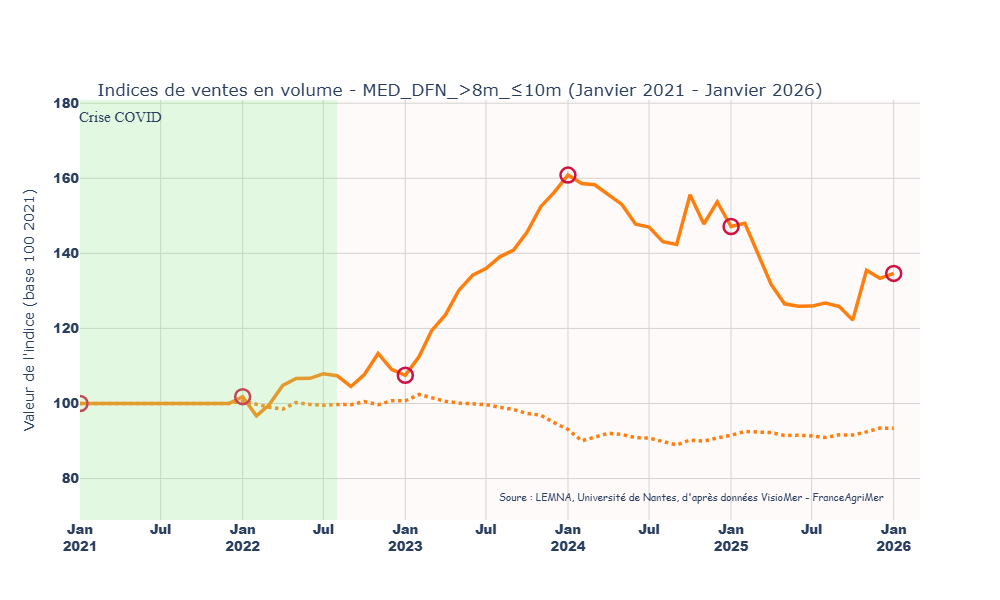 Indices de ventes en volume - MED_DFN_>8m_≤10m (Janvier 2021 - Janvier 2026)
Crise COVID
Valeur de l'indice (base 100 2021)
180
160
140
120
100
80
Soure : LEMNA, Université de Nantes, d'après données VisioMer - FranceAgriMer
Jan Jul Jan Jul Jan Jul Jan Jul Jan Jul Jan
2021 2022 2023 2024 2025 2026